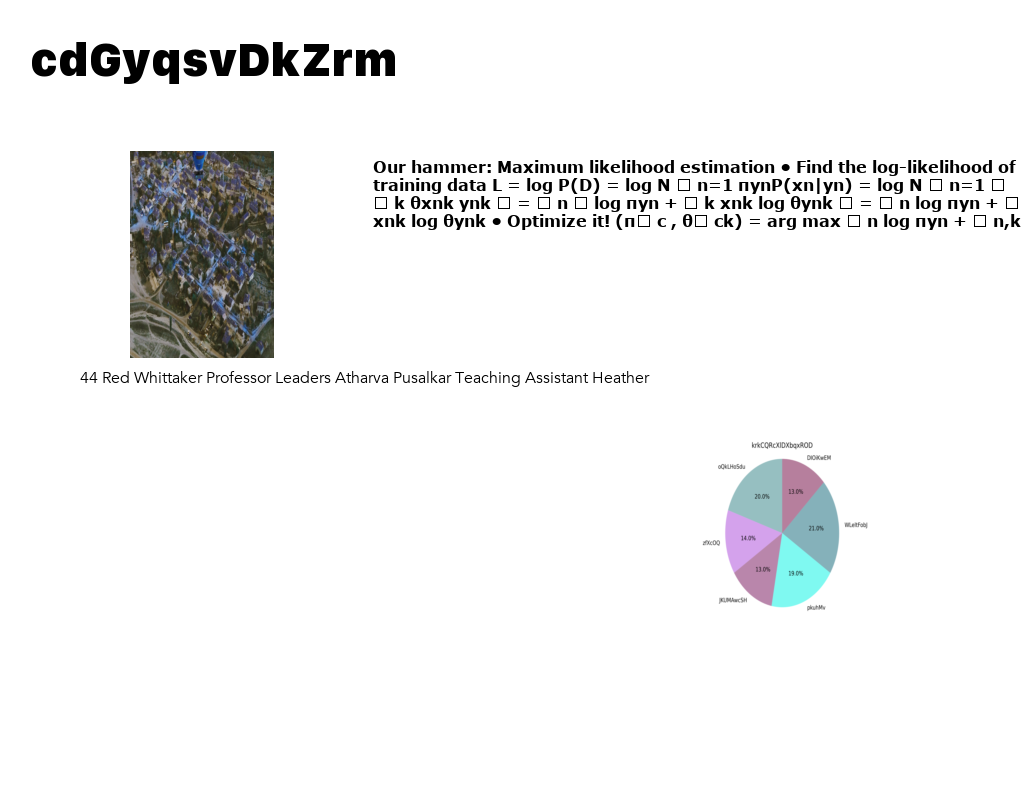 cdGyqsvDkZrm
Our hammer: Maximum likelihood estimation • Find the log-likelihood of
training data L = log P(D) = log N □ n=1 πynP(xn|yn) = log N □ n=1 □
□ k θxnk ynk □ = □ n □ log πyn + □ k xnk log θynk □ = □ n log πyn + □
xnk log θynk • Optimize it! (π□ c , θ□ ck) = arg max □ n log πyn + □ n,k
44 Red Whittaker Professor Leaders Atharva Pusalkar Teaching Assistant Heather
krkCQRcXIDXbqxROD
oQkLHoSdu
20.0%
13.0%
WLeltFobJ
21.0%
zfXcOQ
14.0%
13.0%
19.0%
JKUMAwcSH
pkuhMv